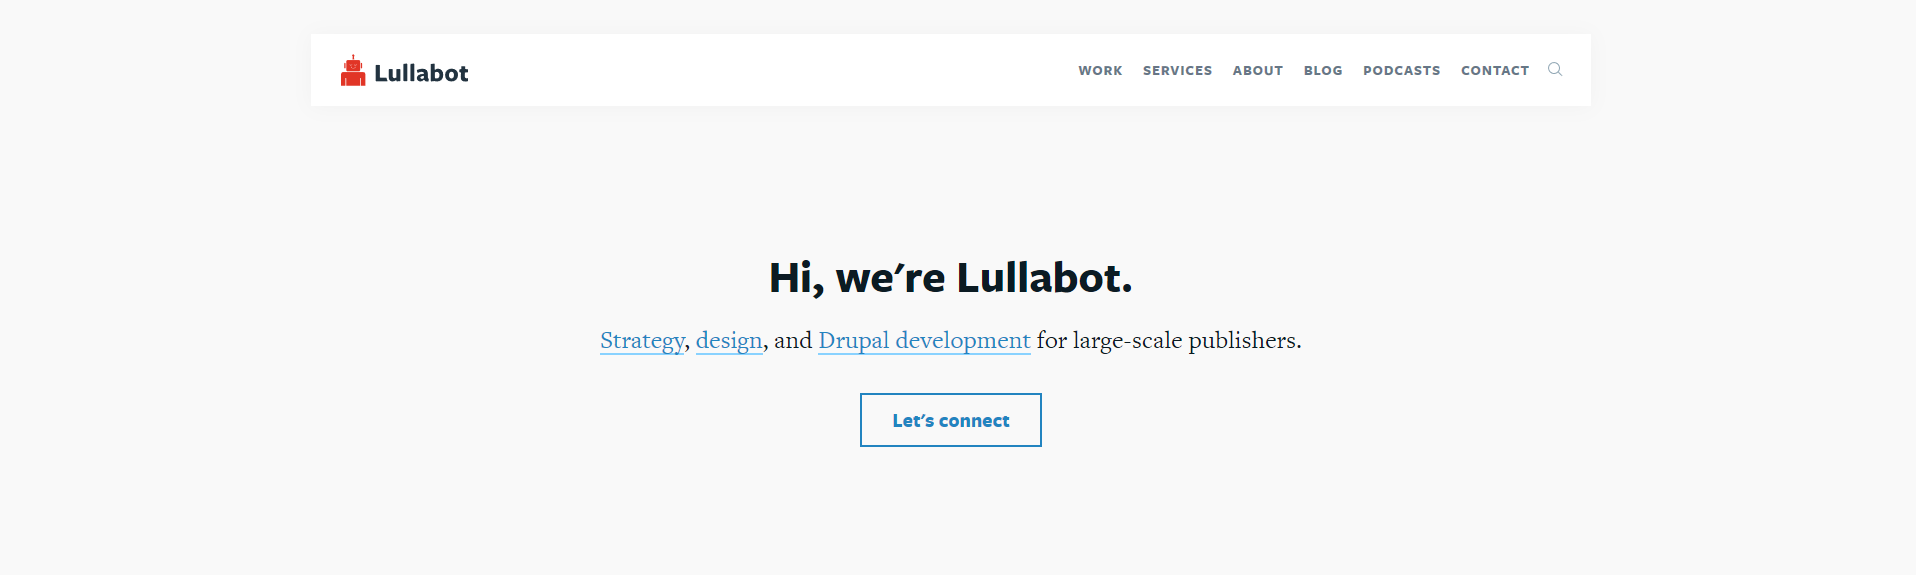 Lullabot
WORK SERVICES ABOUT BLOG PODCASTS CONTACT
Hi, we're Lullabot.
Strategy, design, and Drupal development for large-scale publishers.
Let's connect